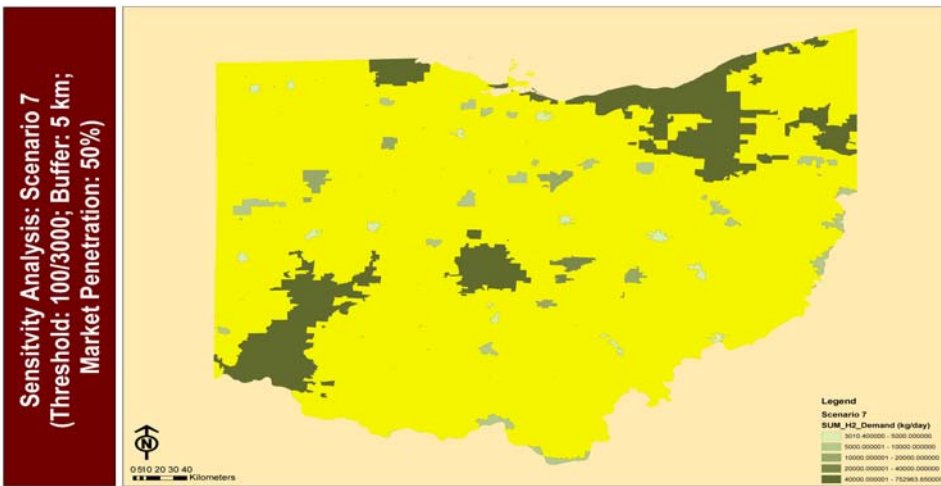 Sensitvity Analysis: Scenario 7
(Threshold: 100/3000; Buffer: 5 km;
Market Penetration: 50%)
N
0 5 10 20 30 40
Kilometers
Legend
Scenario 7
SUM_H2_Demand (kg/day)
3010.400000 - 5000.000000
5000.000001 - 10000.000000
10000.000001 - 20000.000000
20000.000001 - 40000.000000
40000.000001 - 752963.650000